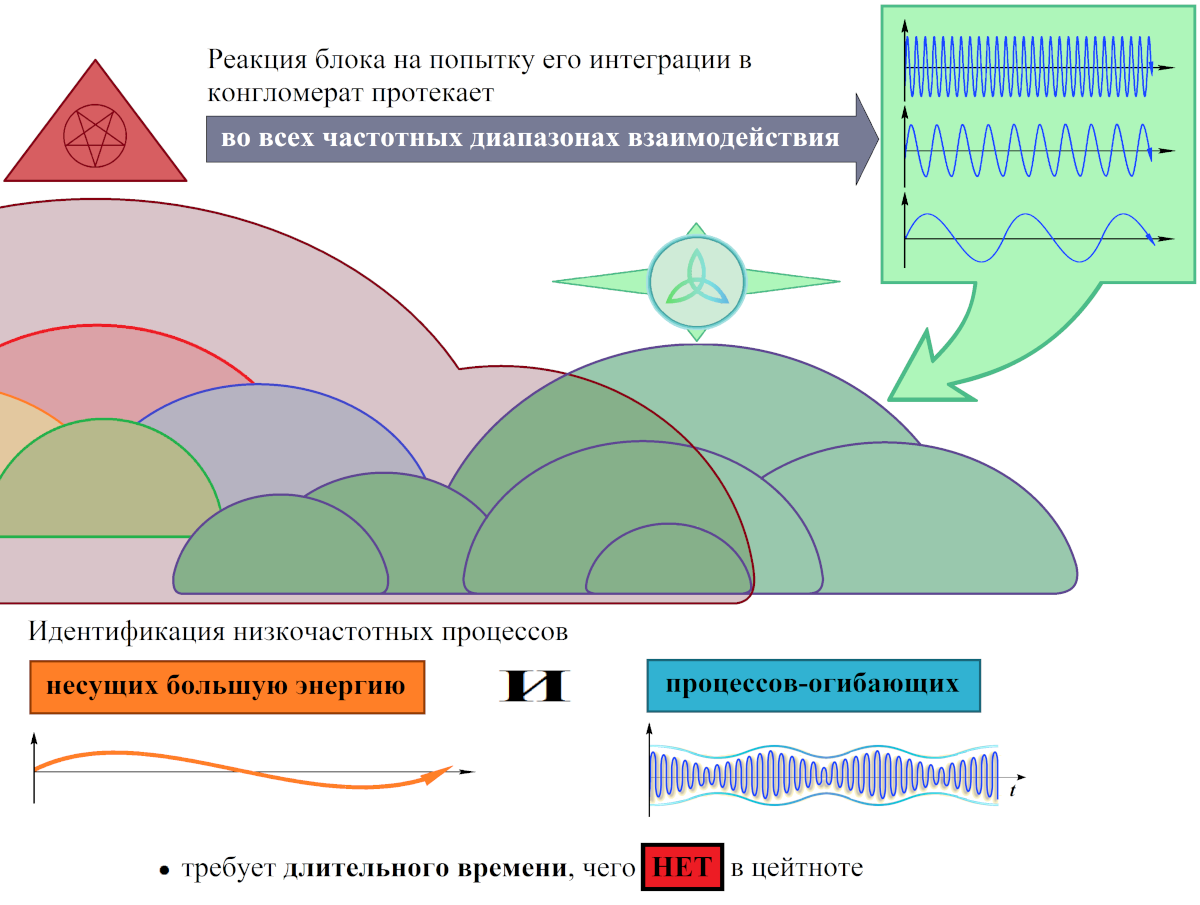 Реакция блока на попытку его интеграции в
конгломерат протекает
во всех частотных диапазонах взаимодействия
Идентификация низкочастотных процессов
несущих большую энергию
И
процессов-огибающих
t
• требует длительного времени, чего НЕТ в цейтноте